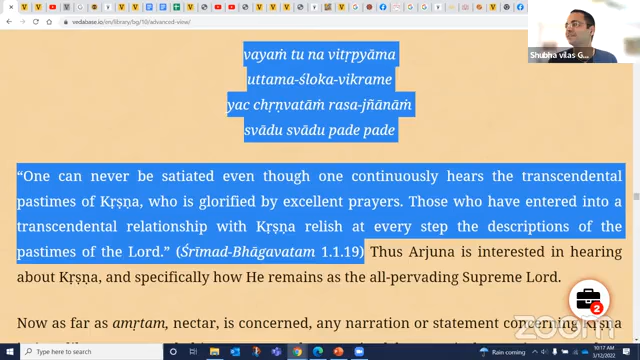 vedabase.io/en/library/bg/10/advanced-view/
Shubha vilas G...
vayaṁ tu na vitṛpyāma
uttama-śloka-vikrame
yac chṛṇvatāṁ rasa-jñānāṁ
svādu svādu pade pade
“One can never be satiated even though one continuously hears the transcendental
pastimes of Kṛṣṇa, who is glorified by excellent prayers. Those who have entered into a
transcendental relationship with Kṛṣṇa relish at every step the descriptions of the
pastimes of the Lord.” (Śrīmad-Bhāgavatam 1.1.19) Thus Arjuna is interested in hearing
about Kṛṣṇa, and specifically how He remains as the all-pervading Supreme Lord.
2
zoom
Now as far as amṛtam, nectar, is concerned, any narration or statement concerning Kṛṣṇa
Type here to search
10:17 AM
3/12/2022